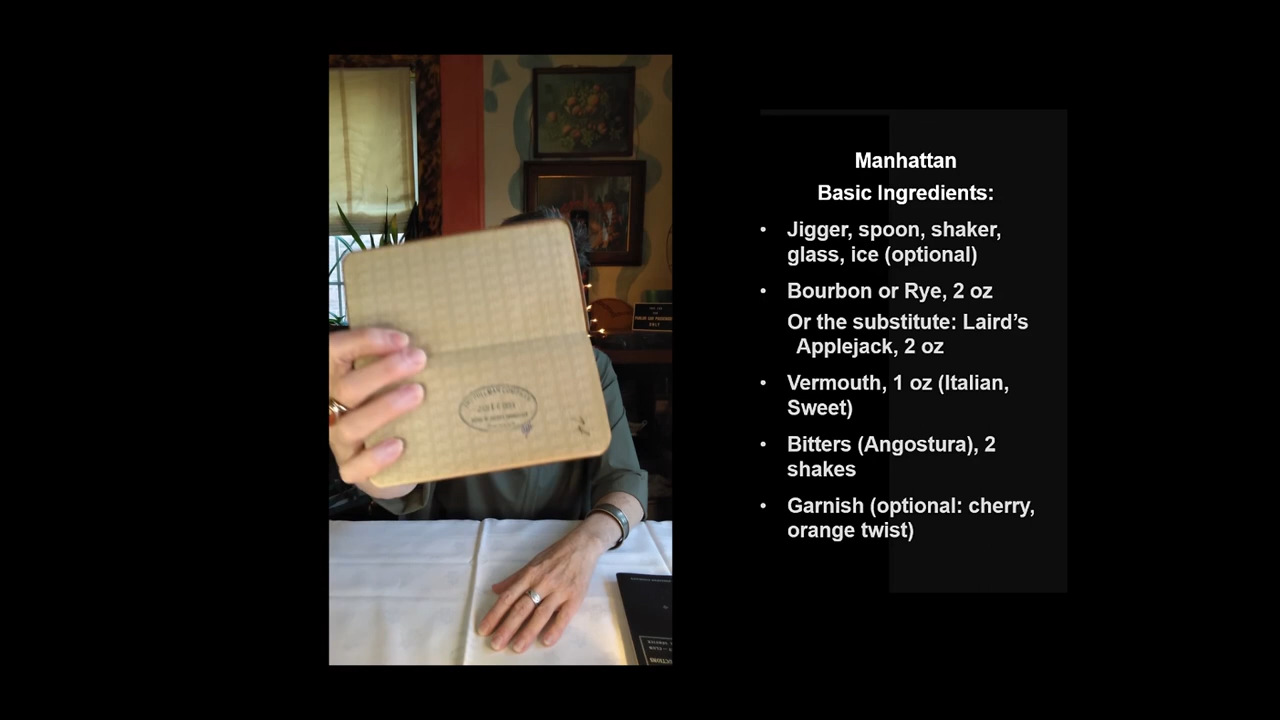 Manhattan
Basic Ingredients:
• Jigger, spoon, shaker,
glass, ice (optional)
• Bourbon or Rye, 2 oz
Or the substitute: Laird’s
Applejack, 2 oz
• Vermouth, 1 oz (Italian,
Sweet)
• Bitters (Angostura), 2
shakes
• Garnish (optional: cherry,
orange twist)